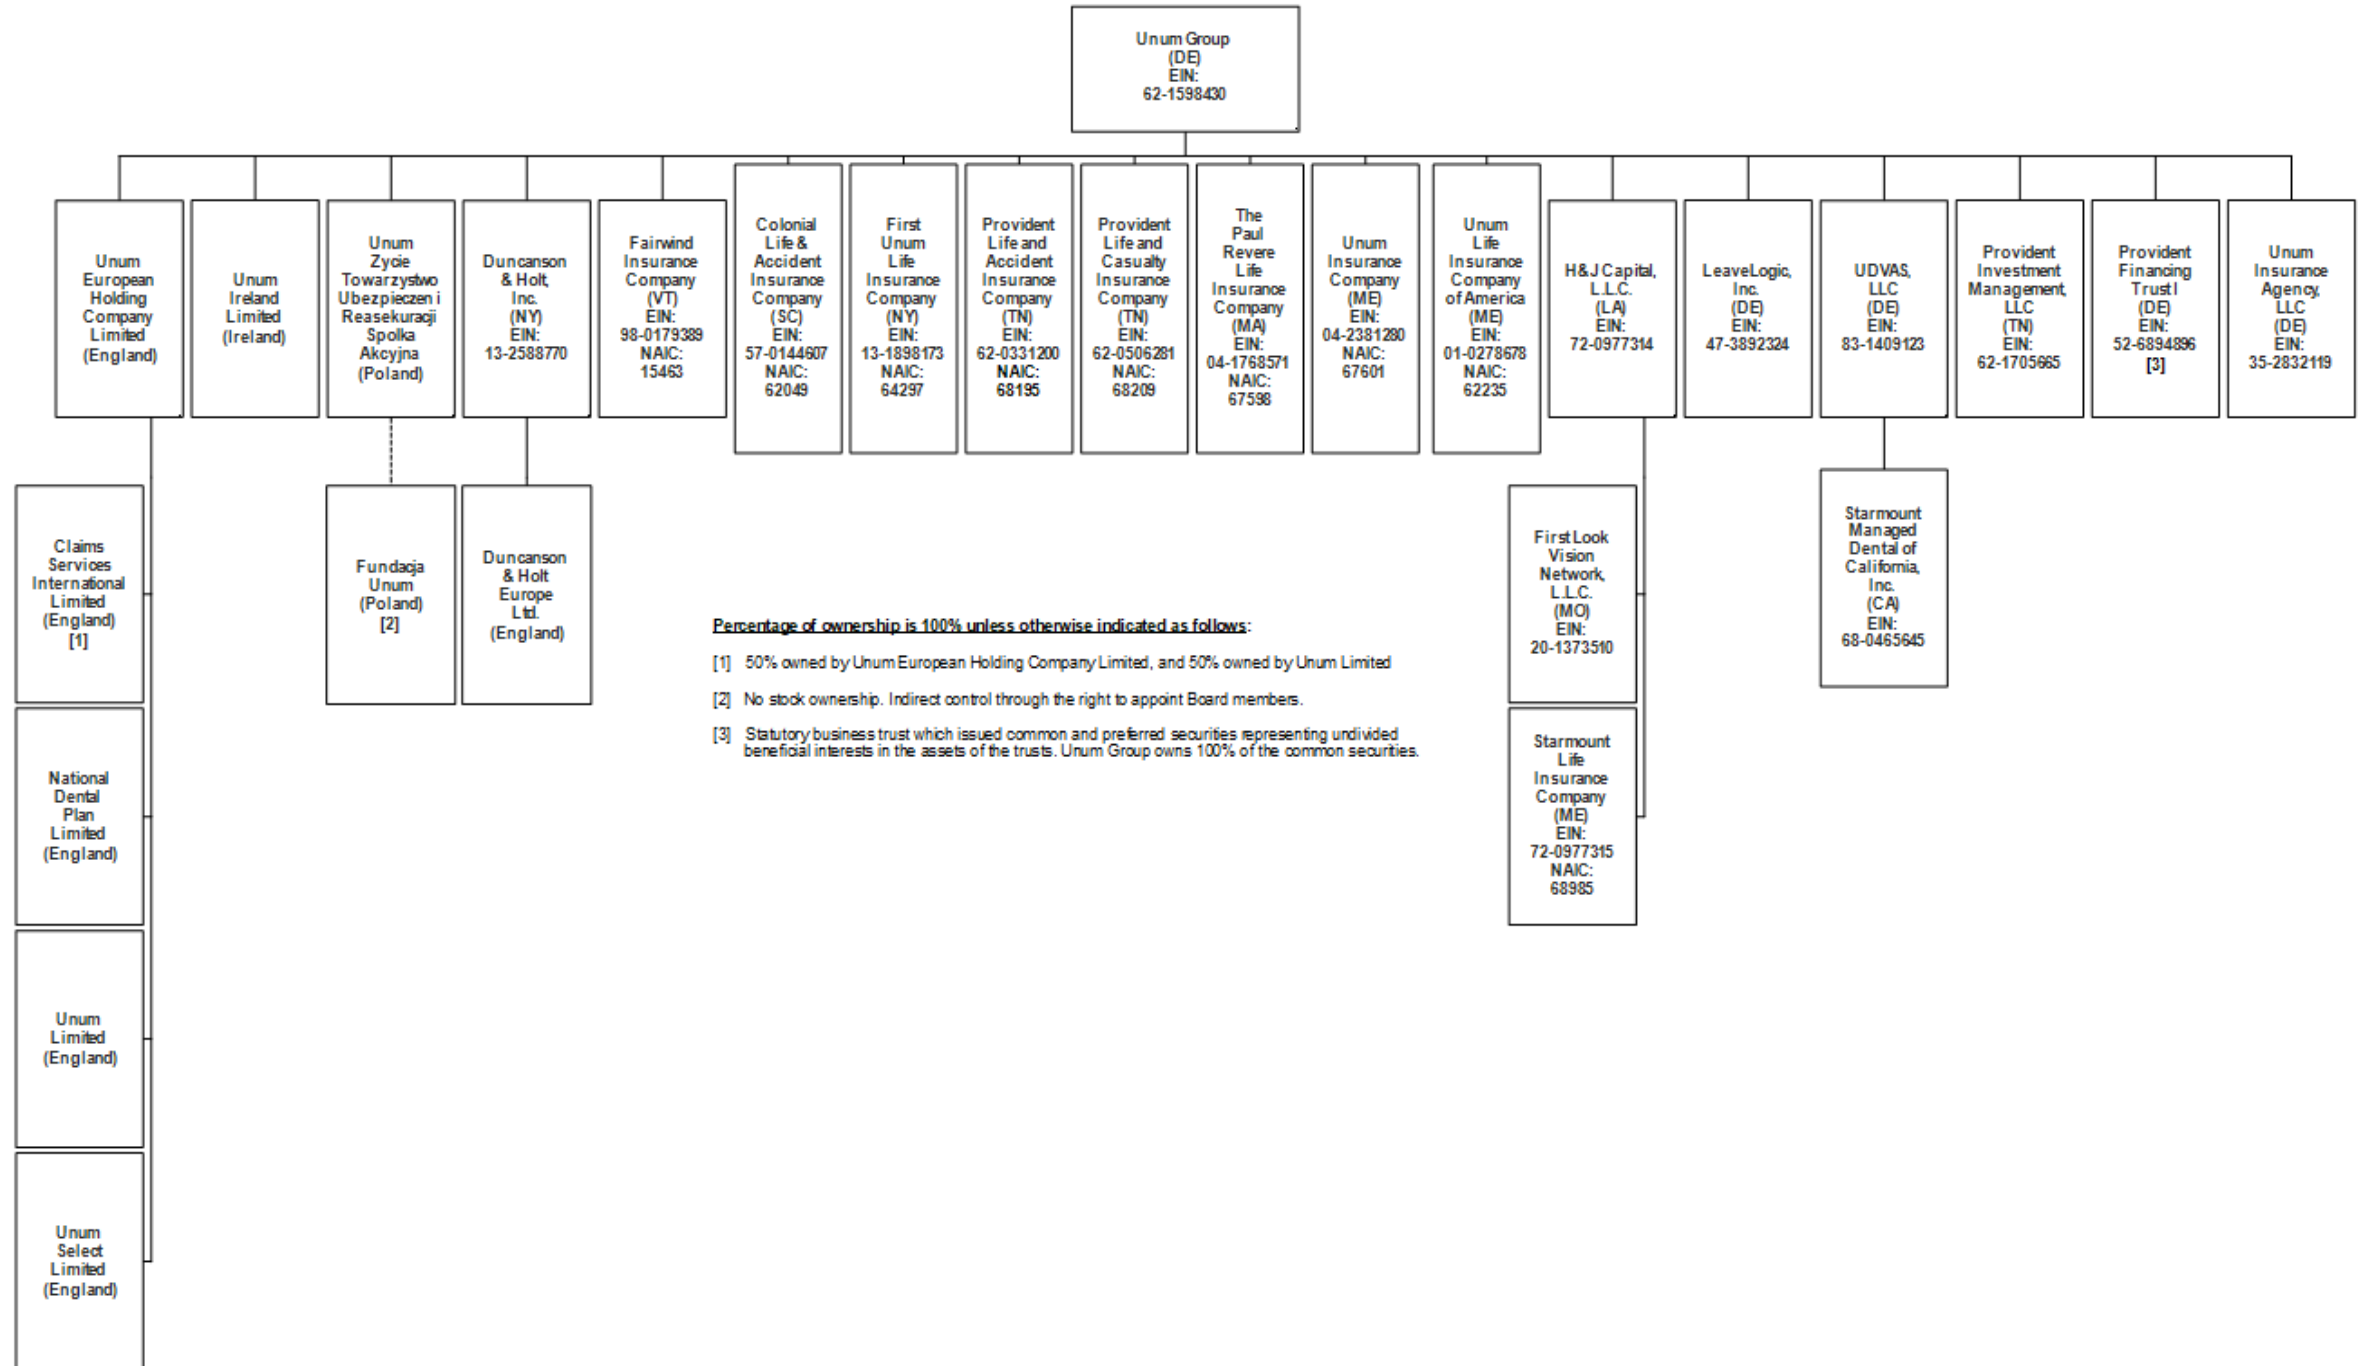 Unum Group
(DE)
EIN:
62-1598430
Unum
European
Holding
Company
Limited
(England)
Unum
Ireland
Limited
(Ireland)
Unum
Zycie
Towarzystwo
Ubezpieczen i
Reasekuracji
Spolka
Akcyjna
(Poland)
Duncanson
& Holt,
Inc.
(NY)
EIN:
13-2588770
Fairwind
Insurance
Company
(VT)
EIN:
98-0179389
NAIC:
15463
Colonial
Life &
Accident
Insurance
Company
(SC)
EIN:
57-0144607
NAIC:
62049
First
Unum
Life
Insurance
Company
(NY)
EIN:
13-1898173
NAIC:
64297
Provident
Life and
Accident
Insurance
Company
(TN)
EIN:
62-0331200
NAIC:
68195
Provident
Life and
Casualty
Insurance
Company
(TN)
EIN:
62-0506281
NAIC:
68209
The
Paul
Revere
Life
Insurance
Company
(MA)
EIN:
04-1768571
NAIC:
67598
Unum
Insurance
Company
(ME)
EIN:
04-2381280
NAIC:
67601
Unum
Life
Insurance
Company
of America
(ME)
EIN:
01-0278678
NAIC:
62235
H&J Capital,
L.L.C.
(LA)
EIN:
72-0977314
LeaveLogic,
Inc.
(DE)
EIN:
47-3892324
UDVAS,
LLC
(DE)
EIN:
83-1409123
Provident
Investment
Management,
LLC
(TN)
EIN:
62-1705665
Provident
Financing
Trust I
(DE)
EIN:
52-6894896
[3]
Unum
Insurance
Agency,
LLC
(DE)
EIN:
35-2832119
Claims
Services
International
Limited
(England)
[1]
Fundacja
Unum
(Poland)
[2]
Duncanson
& Holt
Europe
Ltd.
(England)
First Look
Vision
Network,
L.L.C.
(MO)
EIN:
20-1373510
Starmount
Managed
Dental of
California,
Inc.
(CA)
EIN:
68-0465645
Percentage of ownership is 100% unless otherwise indicated as follows:
[1] 50% owned by Unum European Holding Company Limited, and 50% owned by Unum Limited
[2] No stock ownership. Indirect control through the right to appoint Board members.
[3] Statutory business trust which issued common and preferred securities representing undivided
beneficial interests in the assets of the trusts. Unum Group owns 100% of the common securities.
National
Dental
Plan
Limited
(England)
Starmount
Life
Insurance
Company
(ME)
EIN:
72-0977315
NAIC:
68985
Unum
Limited
(England)
Unum
Select
Limited
(England)